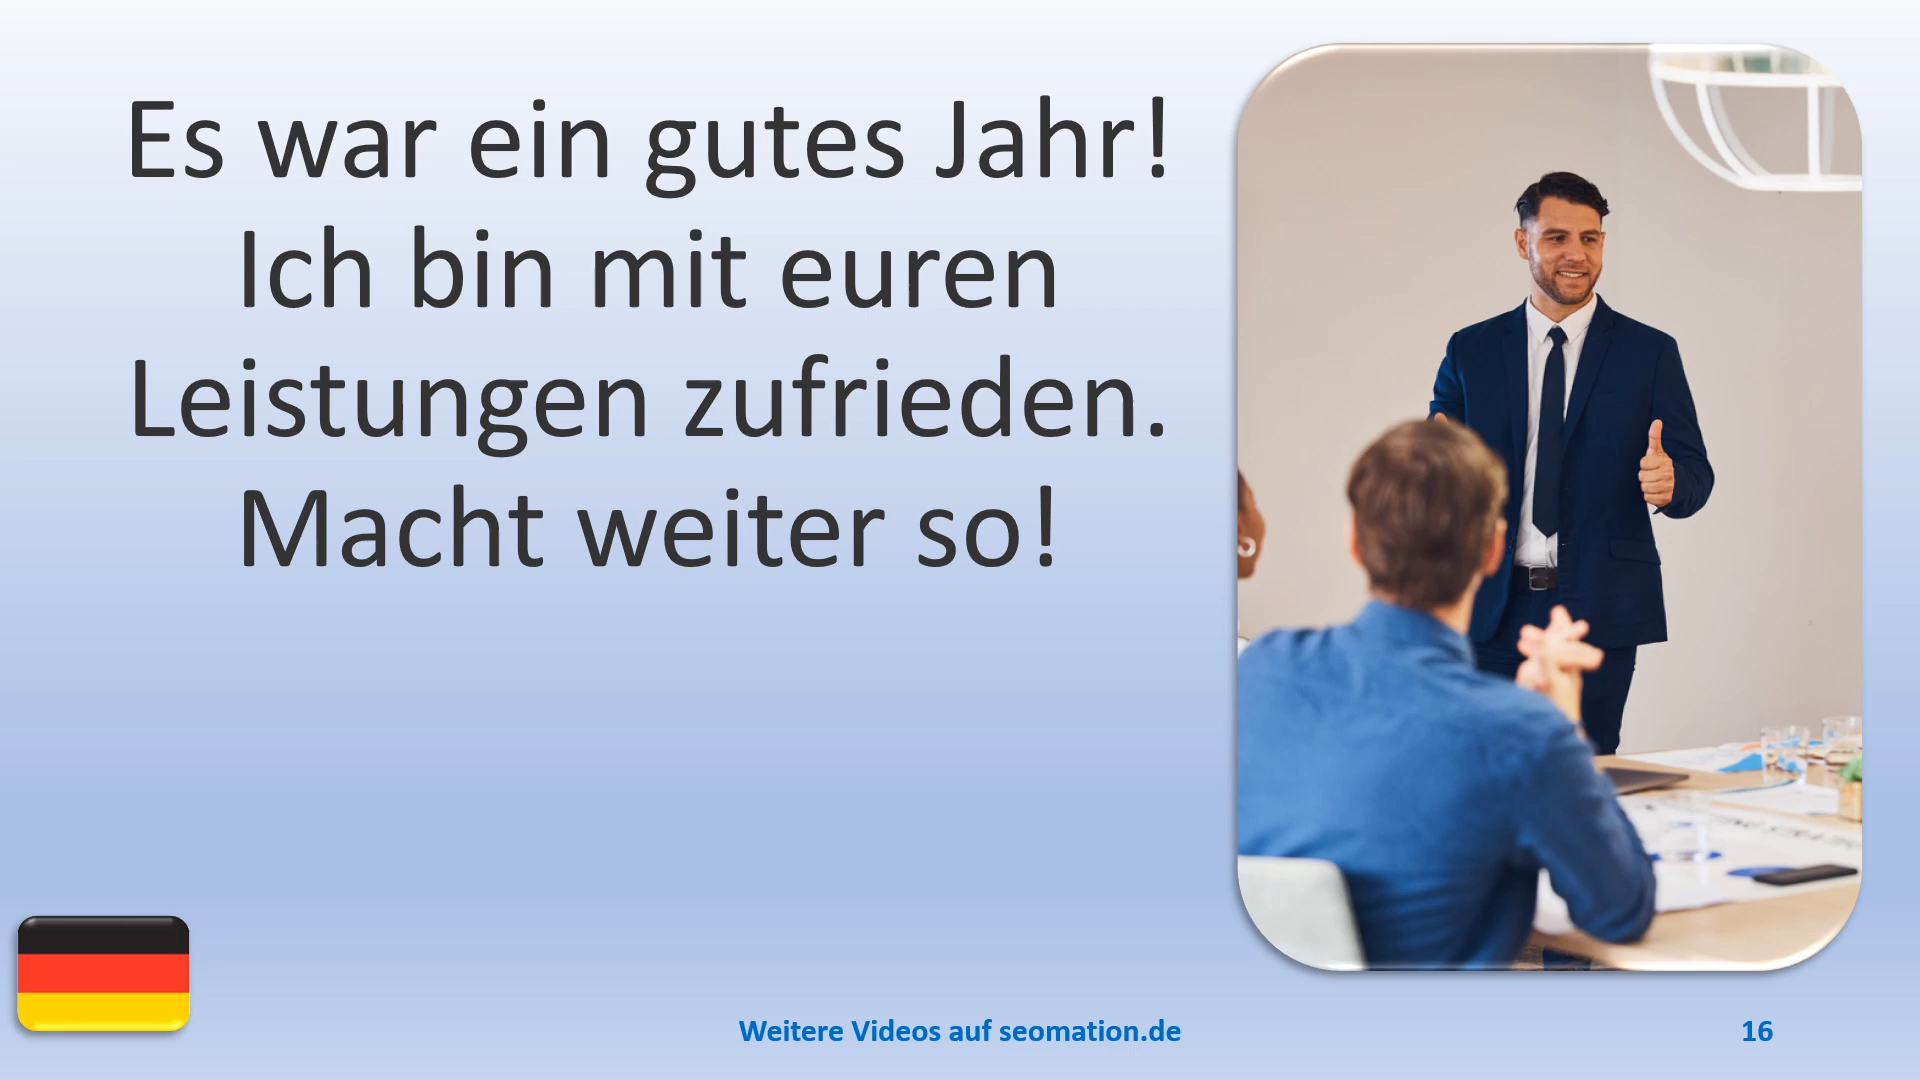 Es war ein gutes Jahr!
Ich bin mit euren
Leistungen zufrieden.
Macht weiter so!
Weitere Videos auf seomation.de
16